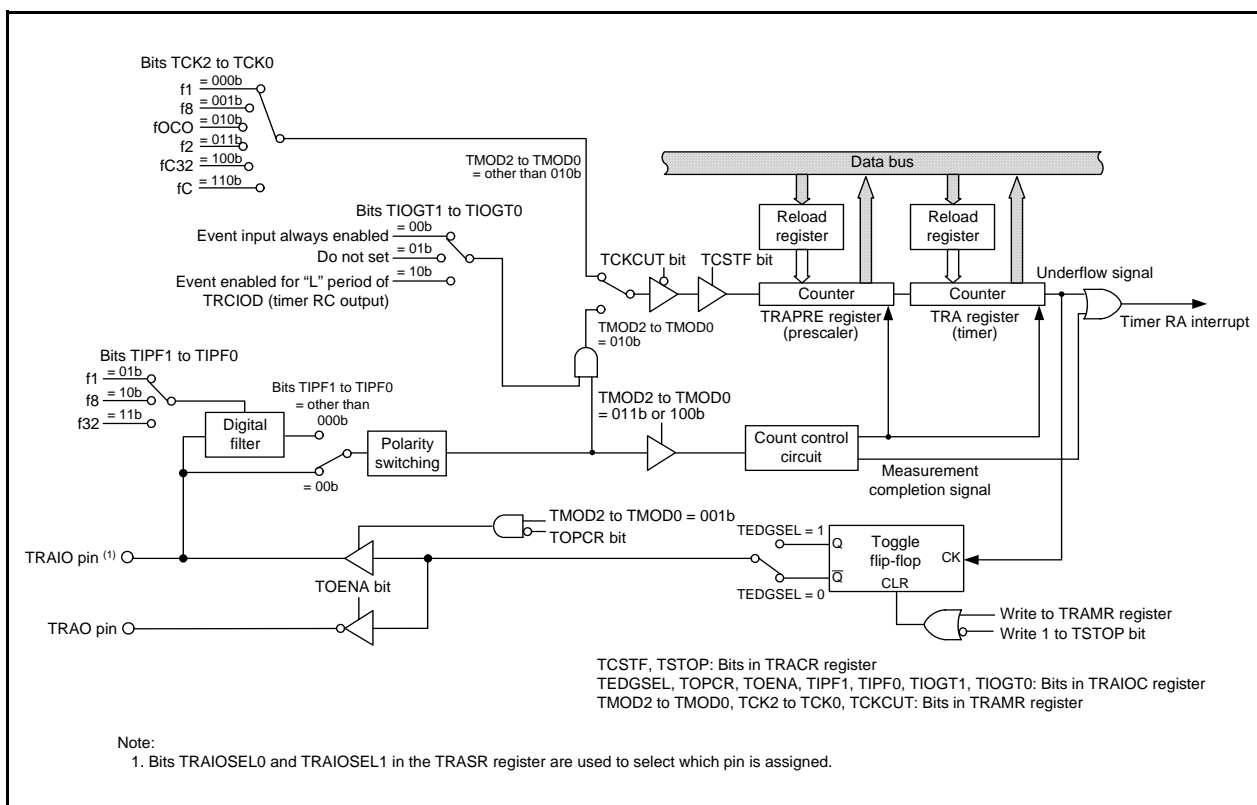 Bits TCK2 to TCK0
f1 = 000b
f8 = 001b
fOCO = 010b
f2 = 011b
fC32 = 100b
fC = 110b
TMOD2 to TMOD0
= other than 010b
Data bus
Bits TIOGT1 to TIOGT0
Event input always enabled = 00b
Do not set = 01b
Event enabled for “L” period of = 10b
TRCIOD (timer RC output)
Reload
register
Reload
register
TCKCUT bit
TCSTF bit
Underflow signal
Counter
Counter
TRAPRE register
(prescaler)
TRA register
(timer)
Timer RA interrupt
TMOD2 to TMOD0
= 010b
Bits TIPF1 to TIPF0
f1 = 01b
f8 = 10b
f32 = 11b
Bits TIPF1 to TIPF0
= other than
000b
Digital
filter
= 00b
Polarity
switching
TMOD2 to TMOD0
= 011b or 100b
Count control
circuit
Measurement
completion signal
TMOD2 to TMOD0 = 001b
TOPCR bit
TRAIO pin (1)
TOENA bit
TRAO pin
TEDGSEL = 1
TEDGSEL = 0
Q
Q
Toggle
flip-flop
CK
CLR
Write to TRAMR register
Write 1 to TSTOP bit
TCSTF, TSTOP: Bits in TRACR register
TEDGSEL, TOPCR, TOENA, TIPF1, TIPF0, TIOGT1, TIOGT0: Bits in TRAIOC register
TMOD2 to TMOD0, TCK2 to TCK0, TCKCUT: Bits in TRAMR register
Note:
1. Bits TRAIOSEL0 and TRAIOSEL1 in the TRASR register are used to select which pin is assigned.